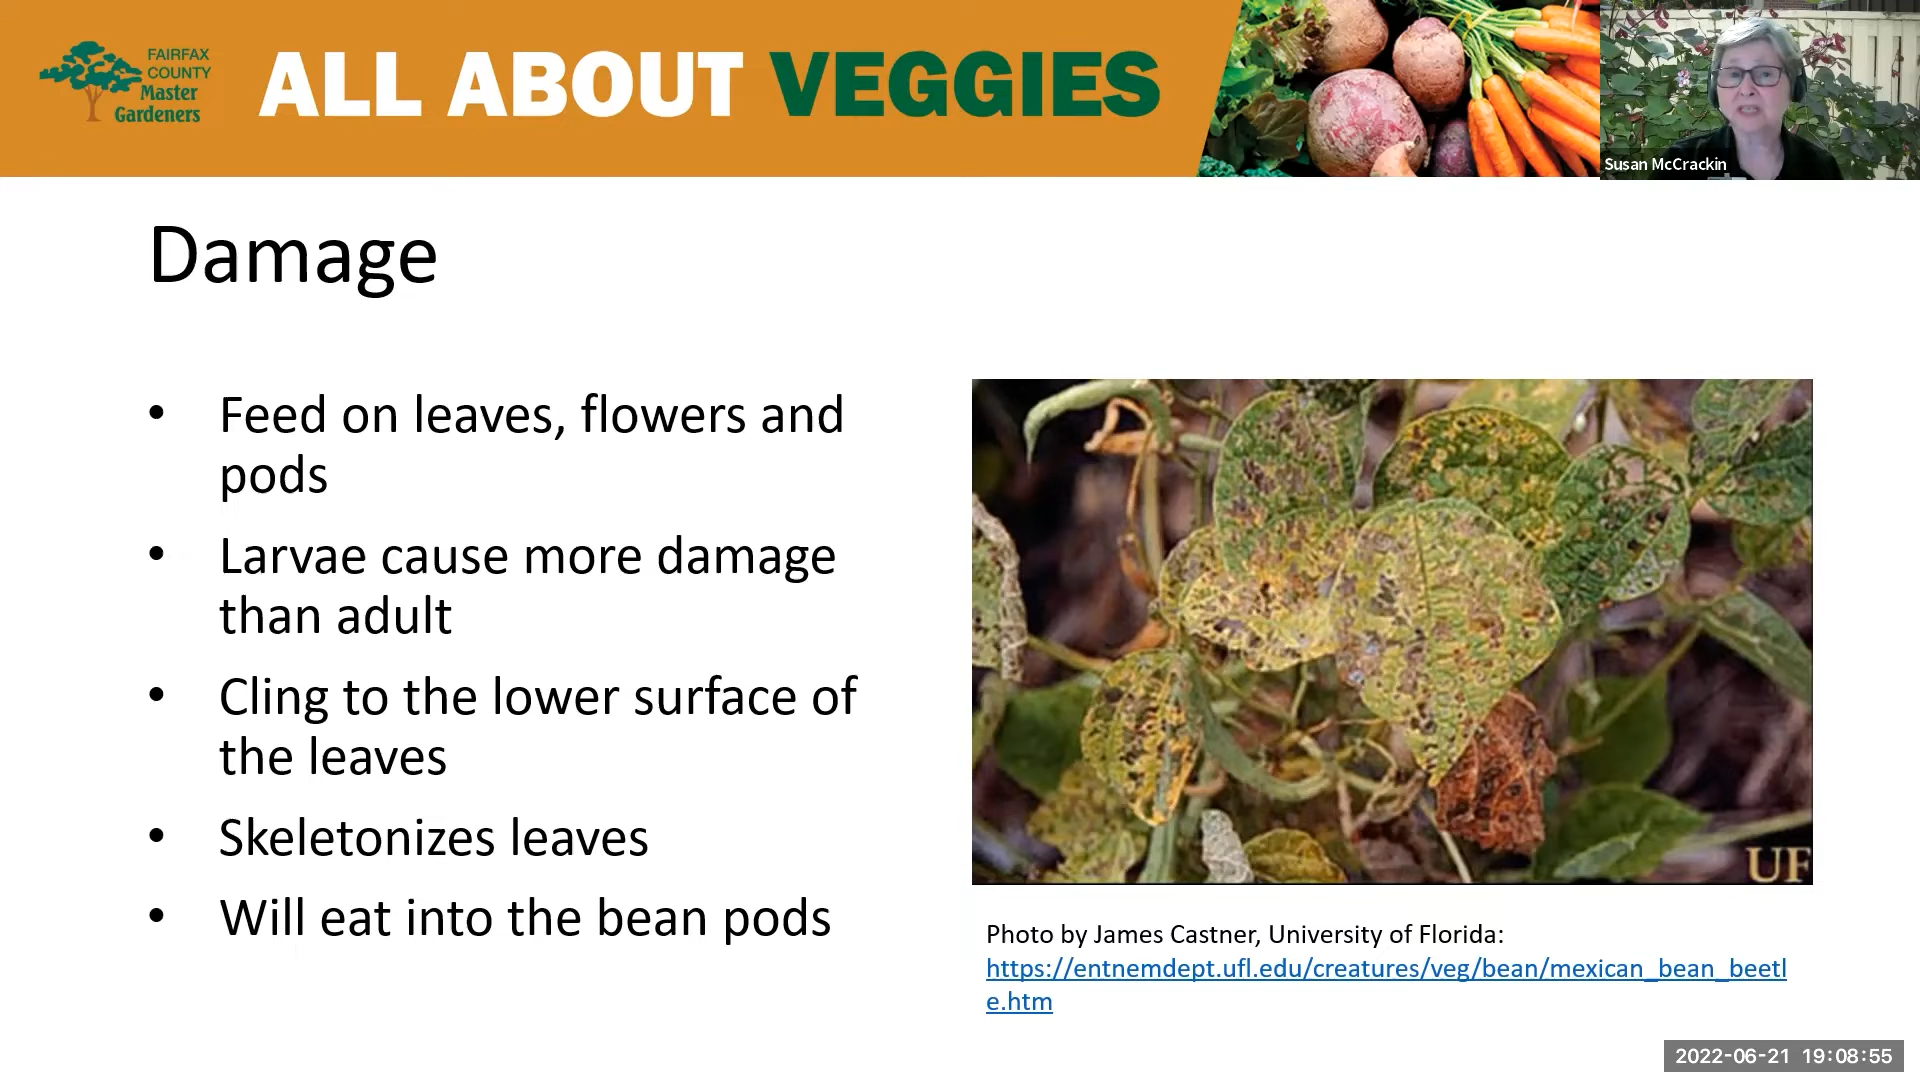 FAIRFAX
COUNTY
Master
Gardeners
ALL ABOUT VEGGIES
Susan McCrackin
Damage
• Feed on leaves, flowers and
pods
• Larvae cause more damage
than adult
• Cling to the lower surface of
the leaves
• Skeletonizes leaves
• Will eat into the bean pods
UF
Photo by James Castner, University of Florida:
https://entnemdept.ufl.edu/creatures/veg/bean/mexican_bean_beetl
e.htm
2022-06-21 19:08:55